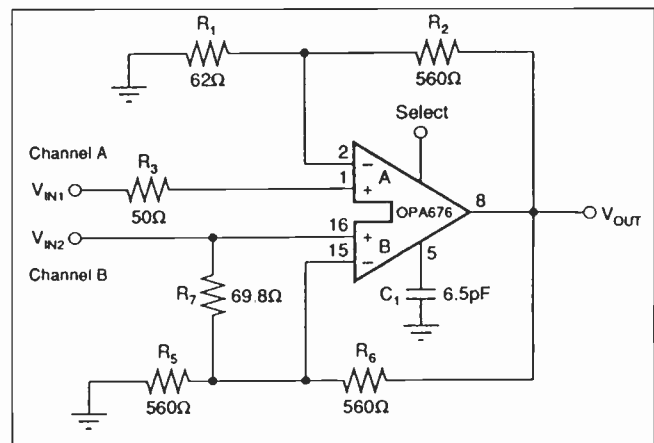 R1
62Ω
R2
560Ω
Select
Channel A
VIN1
R3
50Ω
2
−
A
1
+
OPA676
8
VOUT
VIN2
16
+
B
15
−
5
Channel B
R7
69.8Ω
C1
6.5pF
R5
560Ω
R6
560Ω